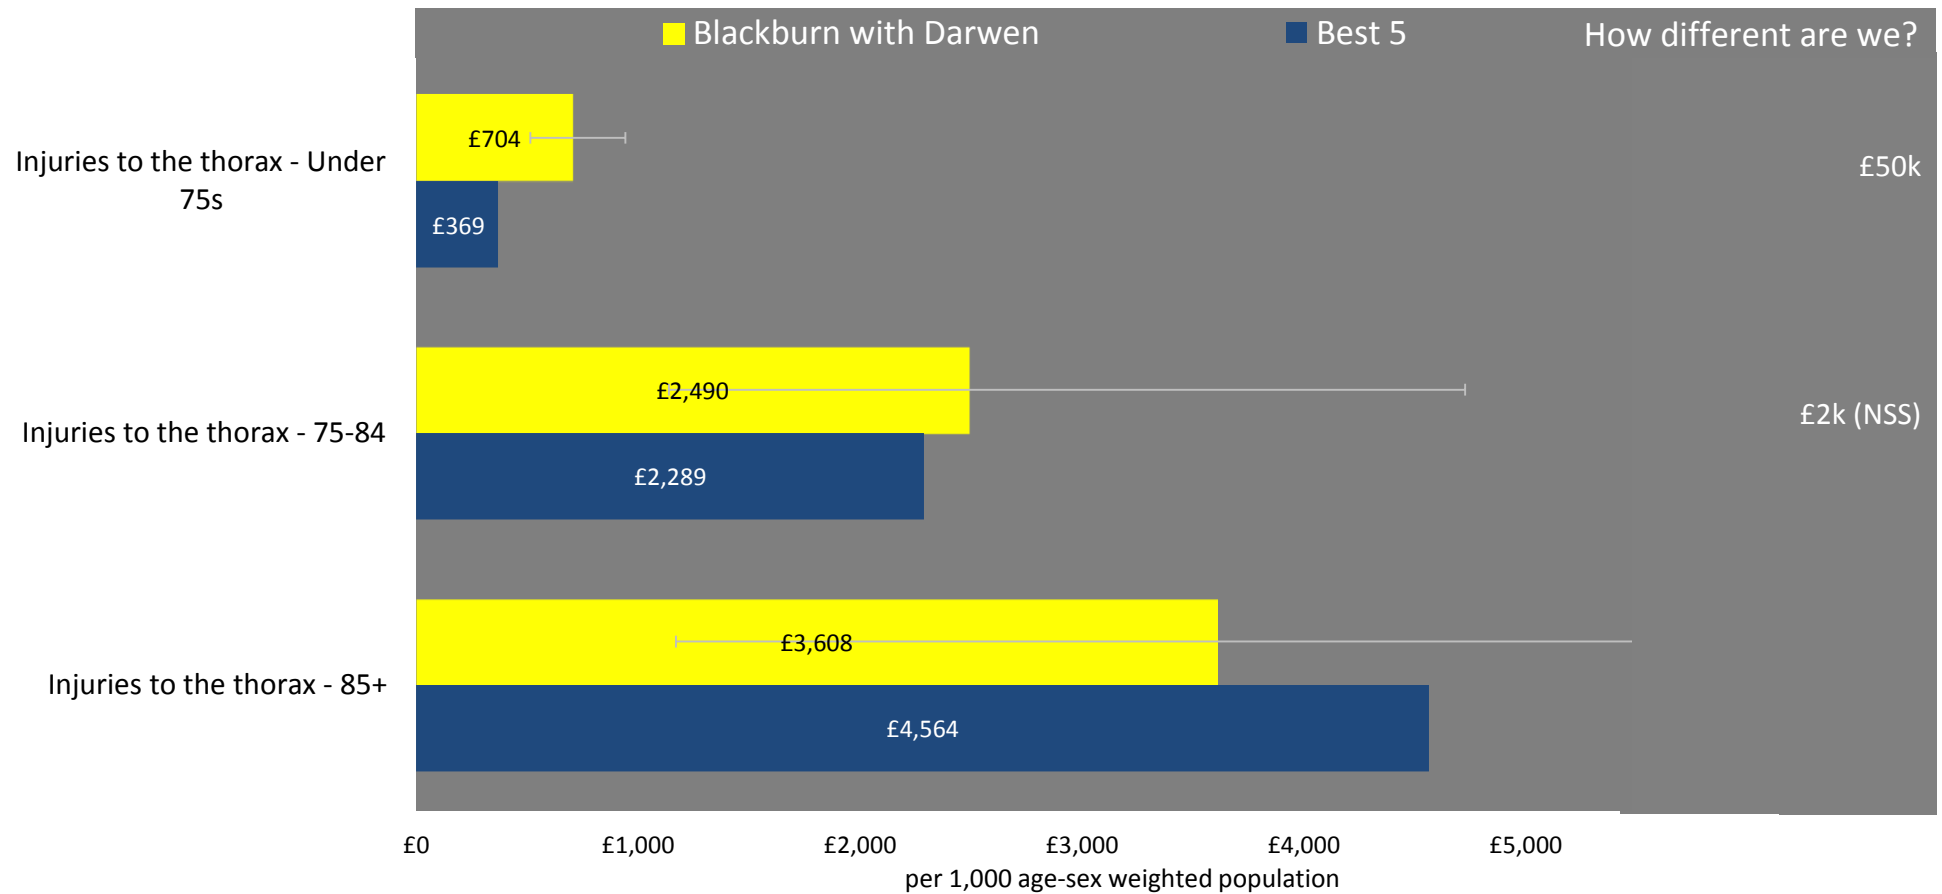 Blackburn with Darwen Best 5 How different are we?
Injuries to the thorax - Under
75s
£704
£369
£50k
Injuries to the thorax - 75-84
£2,490
£2,289
£2k (NSS)
Injuries to the thorax - 85+
£3,608
£4,564
£0 £1,000 £2,000 £3,000 £4,000 £5,000
per 1,000 age-sex weighted population